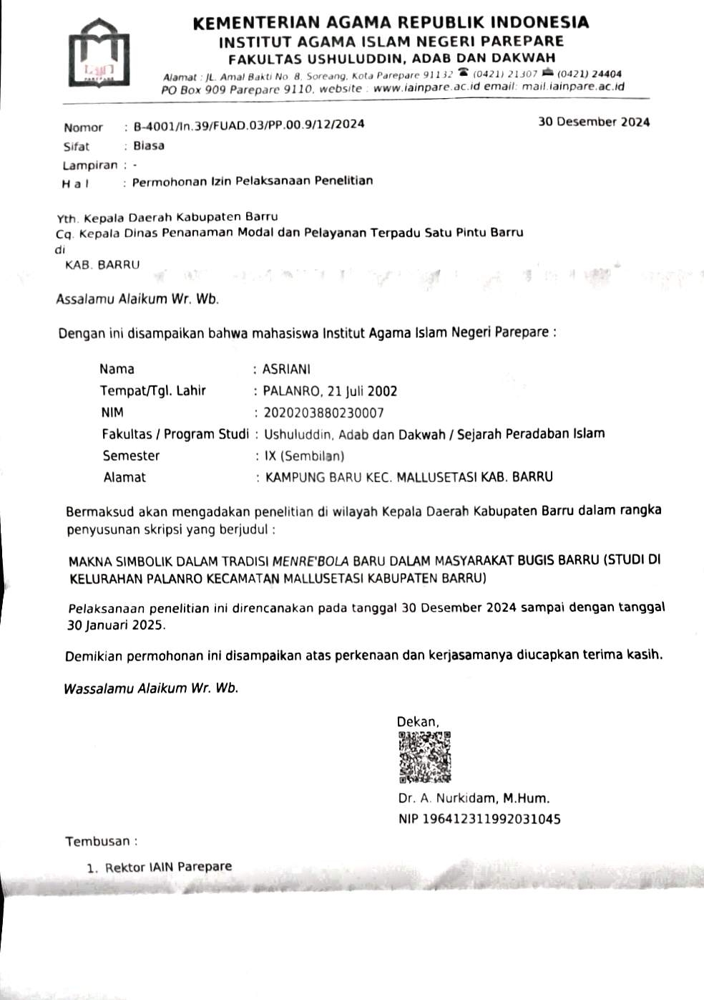 KEMENTERIAN AGAMA REPUBLIK INDONESIA
INSTITUT AGAMA ISLAM NEGERI PAREPARE
FAKULTAS USHULUDDIN, ADAB DAN DAKWAH
Alamat : JL. Amal Bakti No. 8, Soreang, Kota Parepare 91132 ☎ (0421) 21307 (0421) 24404
PO Box 909 Parepare 9110, website : www.iainpare.ac.id email: mail.iainpare.ac.id
Nomor : B-4001/In.39/FUAD.03/PP.00.9/12/2024 30 Desember 2024
Sifat : Biasa
Lampiran : -
H a l : Permohonan Izin Pelaksanaan Penelitian
Yth. Kepala Daerah Kabupaten Barru
Cq. Kepala Dinas Penanaman Modal dan Pelayanan Terpadu Satu Pintu Barru
di
KAB. BARRU
Assalamu Alaikum Wr. Wb.
Dengan ini disampaikan bahwa mahasiswa Institut Agama Islam Negeri Parepare :
Nama : ASRIANI
Tempat/Tgl. Lahir : PALANRO, 21 Juli 2002
NIM : 2020203880230007
Fakultas / Program Studi : Ushuluddin, Adab dan Dakwah / Sejarah Peradaban Islam
Semester : IX (Sembilan)
Alamat : KAMPUNG BARU KEC. MALLUSETASI KAB. BARRU
Bermaksud akan mengadakan penelitian di wilayah Kepala Daerah Kabupaten Barru dalam rangka
penyusunan skripsi yang berjudul :
MAKNA SIMBOLIK DALAM TRADISI MENRE'BOLA BARU DALAM MASYARAKAT BUGIS BARRU (STUDI DI
KELURAHAN PALANRO KECAMATAN MALLUSETASI KABUPATEN BARRU)
Pelaksanaan penelitian ini direncanakan pada tanggal 30 Desember 2024 sampai dengan tanggal
30 Januari 2025.
Demikian permohonan ini disampaikan atas perkenaan dan kerjasamanya diucapkan terima kasih.
Wassalamu Alaikum Wr. Wb.
Dekan,
Dr. A. Nurkidam, M.Hum.
NIP 196412311992031045
Tembusan :
1. Rektor IAIN Parepare